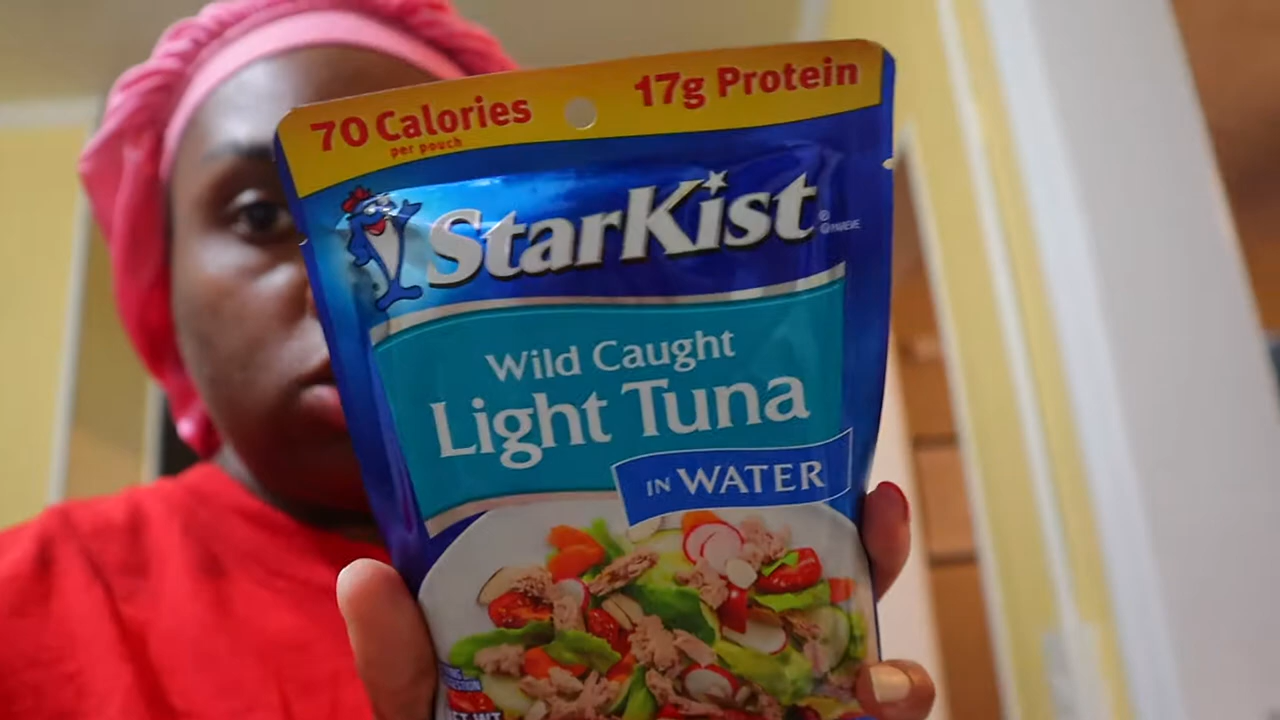 70 Calories
per pouch
17g Protein
StarKist
Wild Caught
Light Tuna
IN WATER